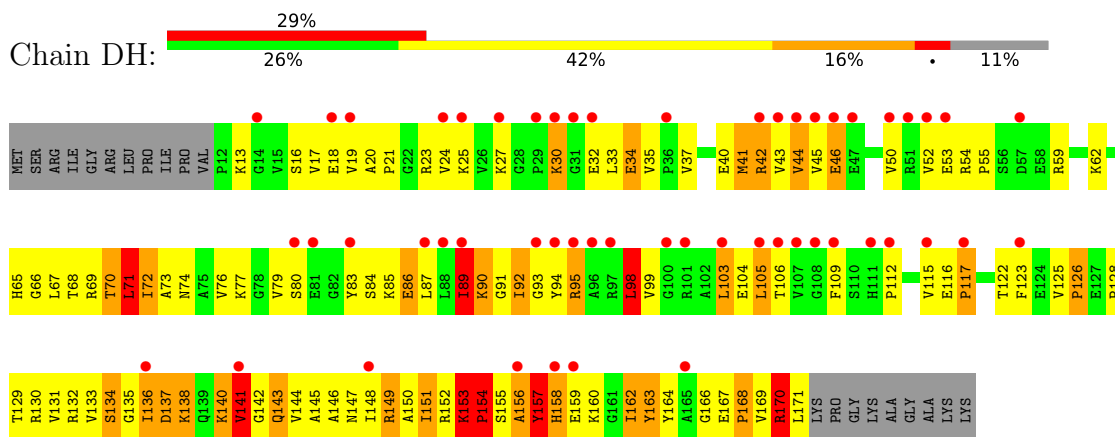 29%
Chain DH:
26% 42% 16% • 11%
MET SER ARG ILE GLY ARG LEU PRO ILE PRO VAL P12 K13 G14 V15 S16 V17 E18 V19 A20 P21 G22 R23 V24 K25 V26 K27 G28 P29 K30 G31 E32 L33 E34 V35 P36 V37 E40 M41 R42 V43 V44 V45 E46 E47 V50 R51 V52 E53 R54 P55 S56 D57 E58 R59 K62
H65 G66 L67 T68 R69 T70 L71 I72 A73 N74 A75 V76 K77 G78 V79 S80 E81 G82 Y83 S84 K85 E86 L87 L88 I89 K90 G91 I92 G93 Y94 R95 A96 R97 L98 V99 G100 R101 A102 L103 E104 L105 T106 V107 G108 F109 S110 H111 P112 V115 E116 P117 T122 F123 E124 V125 P126 E127
T129 R130 V131 R132 V133 S134 G135 I136 D137 K138 Q139 K140 V141 G142 Q143 V144 A145 A146 N147 I148 R149 A150 I151 R152 K153 P154 S155 A156 Y157 H158 E159 K160 G161 I162 Y163 Y164 A165 G166 E167 P168 V169 R170 L171 LYS PRO GLY LYS ALA GLY ALA LYS LYS